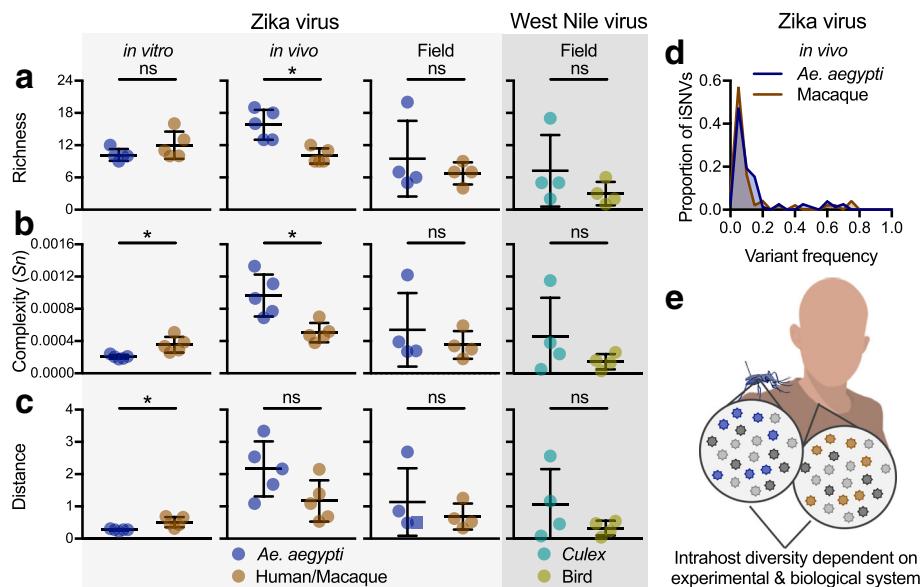 Zika virus
West Nile virus
d
Zika virus
in vitro
in vivo
Field
Field
in vivo
a
ns
*
ns
ns
Richness
24
18
12
6
0
Ae. aegypti
Macaque
Proportion of iSNVs
0.6
0.4
0.2
0.0
0.0 0.2 0.4 0.6 0.8 1.0
Variant frequency
b
*
*
ns
ns
Complexity (Sn)
0.0016
0.0012
0.0008
0.0004
0.0000
e
c
*
ns
ns
ns
Distance
4
3
2
1
0
Ae. aegypti
Human/Macaque
Culex
Bird
Intrahost diversity dependent on
experimental & biological system